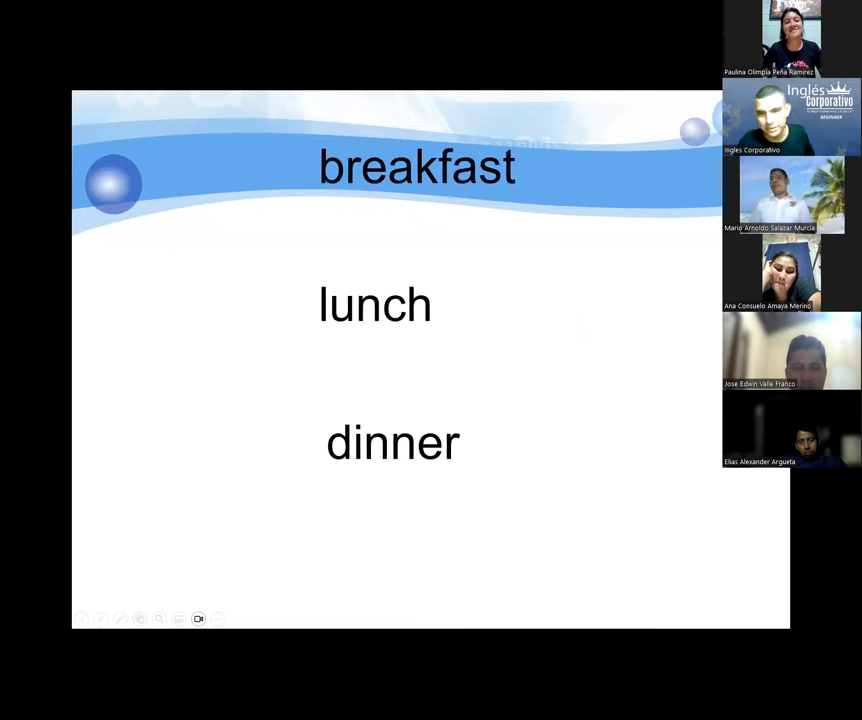 breakfast
lunch
dinner
Paulina Olimpia Peña Ramirez
Inglés
Corporativo
BEGINNER
Ingles Corporativo
Mario Arnoldo Salazar Murcia
Ana Consuelo Amaya Merino
Jose Edwin Valle Franco
Elias Alexander Argueta